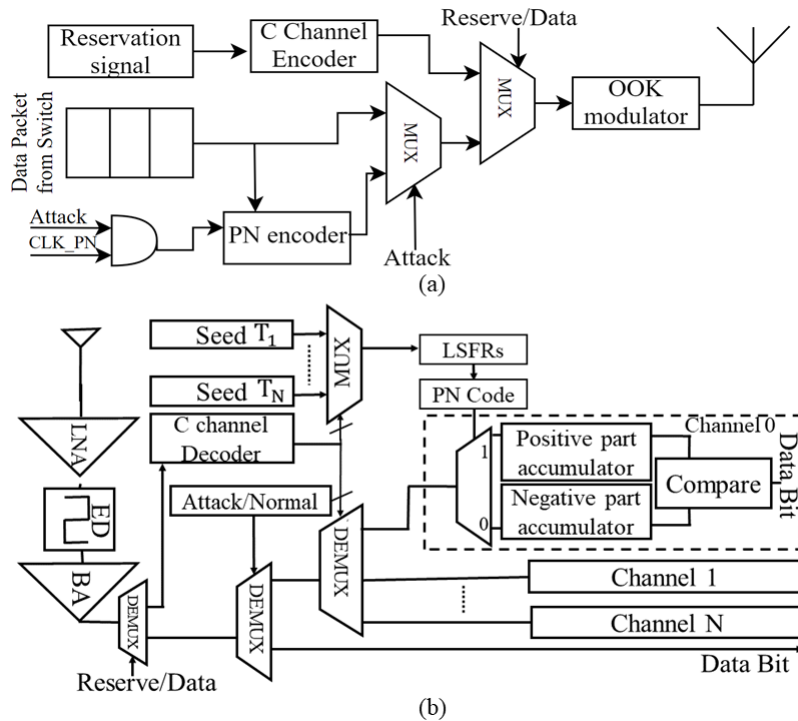 Reservation
signal
C Channel
Encoder
Reserve/Data
MUX
OOK
modulator
Data Packet
from Switch
MUX
Attack
CLK_PN
PN encoder
Attack
(a)
Seed T1
Seed TN
MUX
LSFRs
PN Code
C channel
Decoder
Attack/Normal
LNA
ED
BA
DEMUX
Reserve/Data
DEMUX
DEMUX
1
0
Positive part
accumulator
Negative part
accumulator
Channel 0
Compare
Data Bit
Channel 1
Channel N
Data Bit
(b)